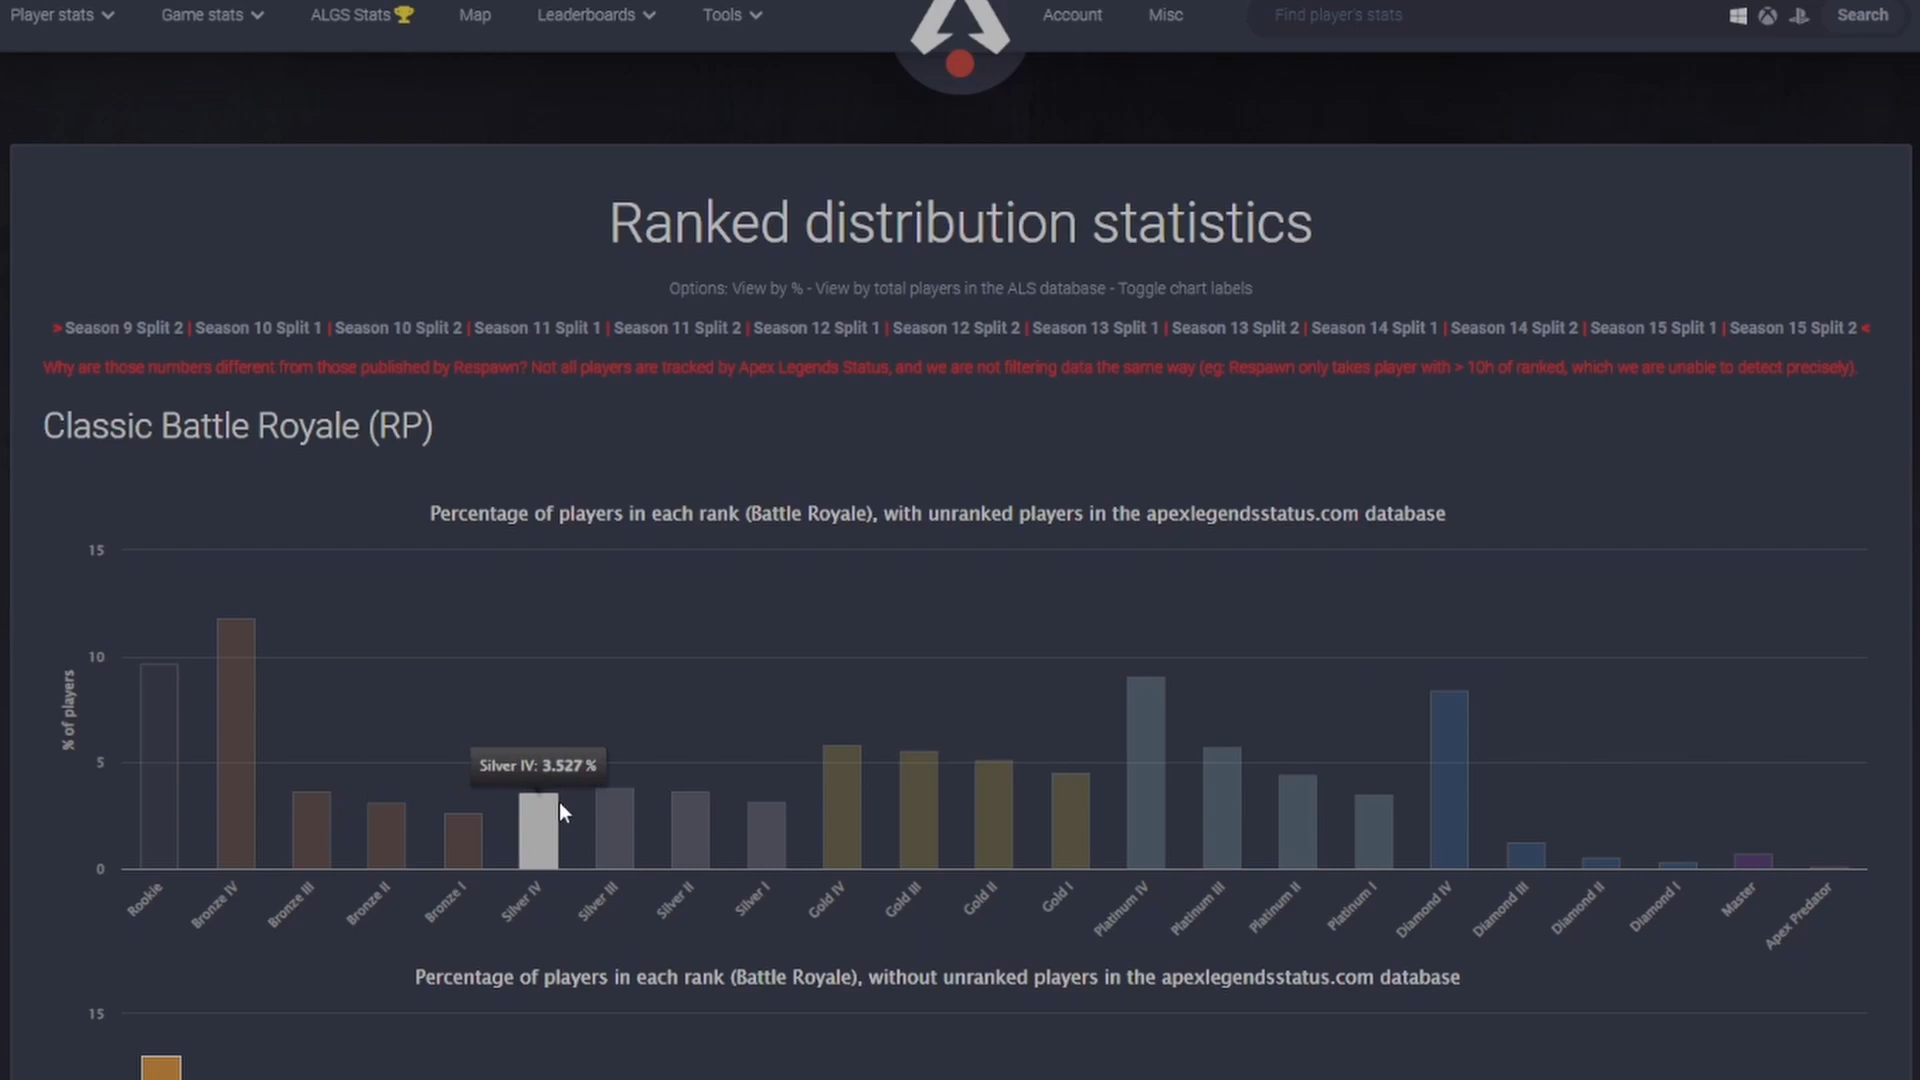 Player stats Game stats ALGS Stats Map Leaderboards Tools Account Misc Find player's stats Search
Ranked distribution statistics
Options: View by % - View by total players in the ALS database - Toggle chart labels
> Season 9 Split 2 | Season 10 Split 1 | Season 10 Split 2 | Season 11 Split 1 | Season 11 Split 2 | Season 12 Split 1 | Season 12 Split 2 | Season 13 Split 1 | Season 13 Split 2 | Season 14 Split 1 | Season 14 Split 2 | Season 15 Split 1 | Season 15 Split 2 <
Why are those numbers different from those published by Respawn? Not all players are tracked by Apex Legends Status, and we are not filtering data the same way (eg: Respawn only takes player with > 10h of ranked, which we are unable to detect precisely).
Classic Battle Royale (RP)
Percentage of players in each rank (Battle Royale), with unranked players in the apexlegendsstatus.com database
15
10
5
0
% of players
Silver IV: 3.527 %
Rookie
Bronze IV
Bronze III
Bronze II
Bronze I
Silver IV
Silver III
Silver II
Silver I
Gold IV
Gold III
Gold II
Gold I
Platinum IV
Platinum III
Platinum II
Platinum I
Diamond IV
Diamond III
Diamond II
Diamond I
Master
Apex Predator
Percentage of players in each rank (Battle Royale), without unranked players in the apexlegendsstatus.com database
15